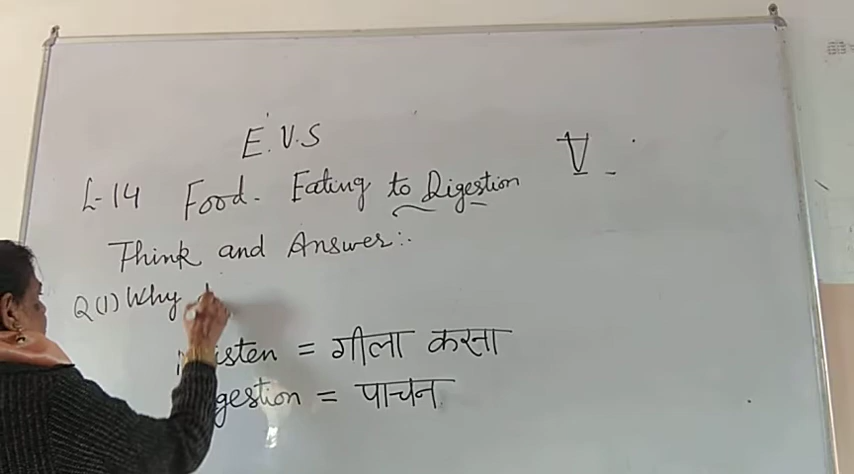 E.V.S
V
L-14 Food - Eating to Digestion
Think and Answer:.
Q(1) Why
isten = गीला करना
gestion = पाचन